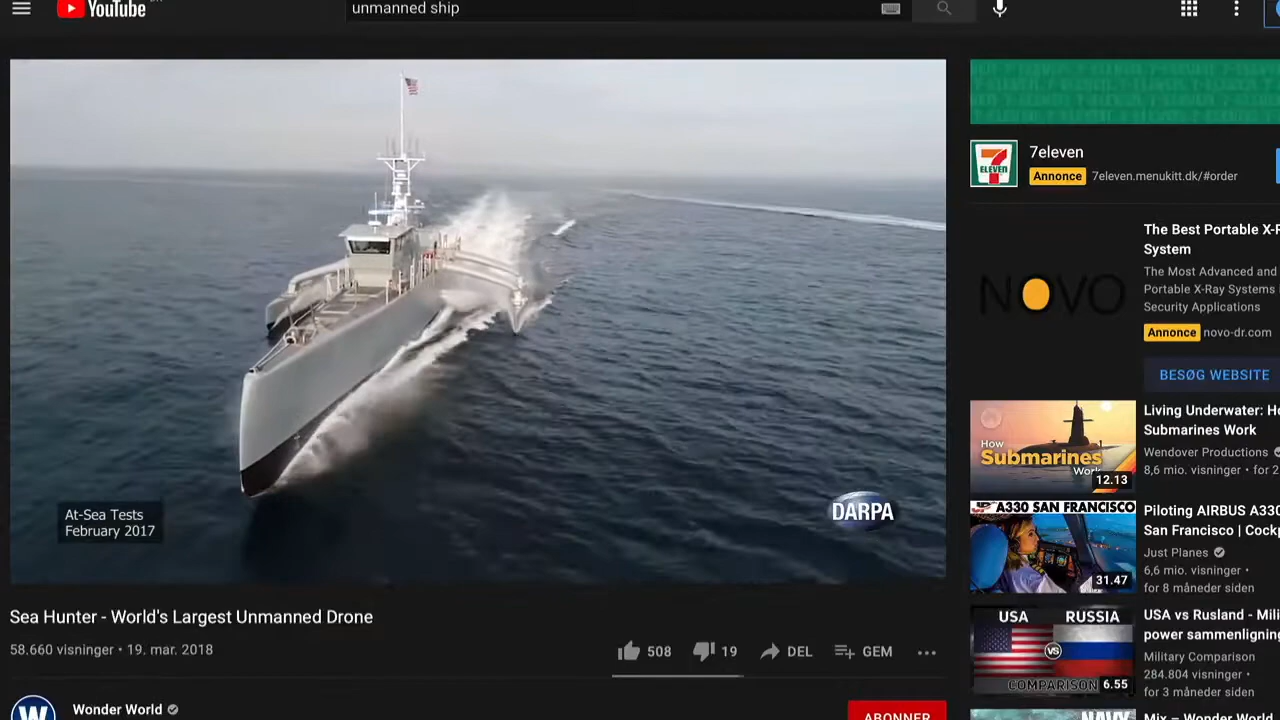 YouTube
unmanned ship
At-Sea Tests
February 2017
DARPA
Sea Hunter - World's Largest Unmanned Drone
58.660 visninger • 19. mar. 2018
508
19
DEL
GEM
Wonder World
ABONNER
7 ELEVEN
7eleven
Annonce
7eleven.menukitt.dk/#order
NOVO
The Best Portable X-R
System
The Most Advanced and
Portable X-Ray Systems
Security Applications
Annonce
novo-dr.com
BESØG WEBSITE
How
Submarines
Work
12.13
Living Underwater: Ho
Submarines Work
Wendover Productions
8,6 mio. visninger • for 2
A330 SAN FRANCISCO
31.47
Piloting AIRBUS A330
San Francisco | Cockp
Just Planes
6,6 mio. visninger •
for 8 måneder siden
USA
RUSSIA
VS
COMPARISON
6.55
USA vs Rusland - Mili
power sammenligning
Military Comparison
284.804 visninger •
for 3 måneder siden
NAVY
Mix – Wonder World